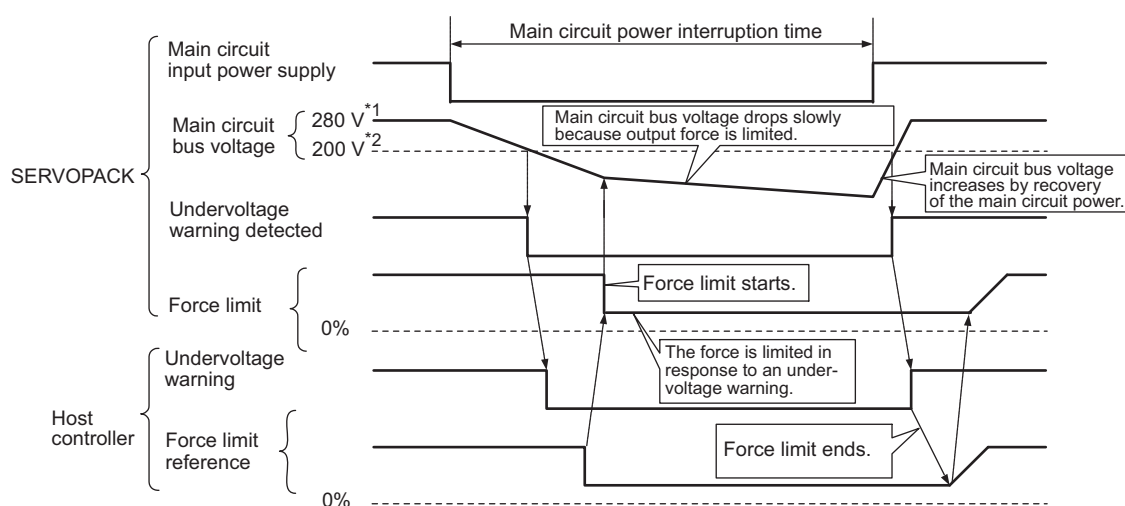 Main circuit power interruption time
Main circuit
input power supply
Main circuit bus voltage drops slowly
because output force is limited.
Main circuit
bus voltage
280 V*1
200 V*2
SERVOPACK
Main circuit bus voltage
increases by recovery
of the main circuit power.
Undervoltage
warning detected
Force limit starts.
Force limit
0%
The force is limited in
response to an under-
voltage warning.
Undervoltage
warning
Host
controller
Force limit
reference
Force limit ends.
0%